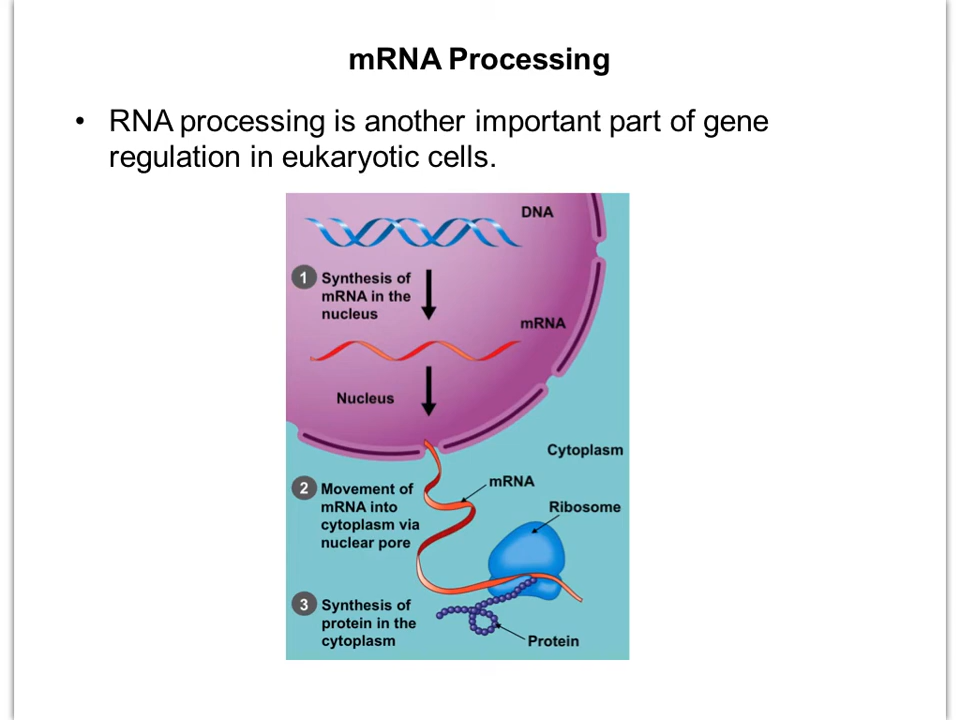 mRNA Processing
• RNA processing is another important part of gene
regulation in eukaryotic cells.
DNA
1 Synthesis of
mRNA in the
nucleus
mRNA
Nucleus
Cytoplasm
2 Movement of
mRNA into
cytoplasm via
nuclear pore
mRNA
Ribosome
3 Synthesis of
protein in the
cytoplasm
Protein